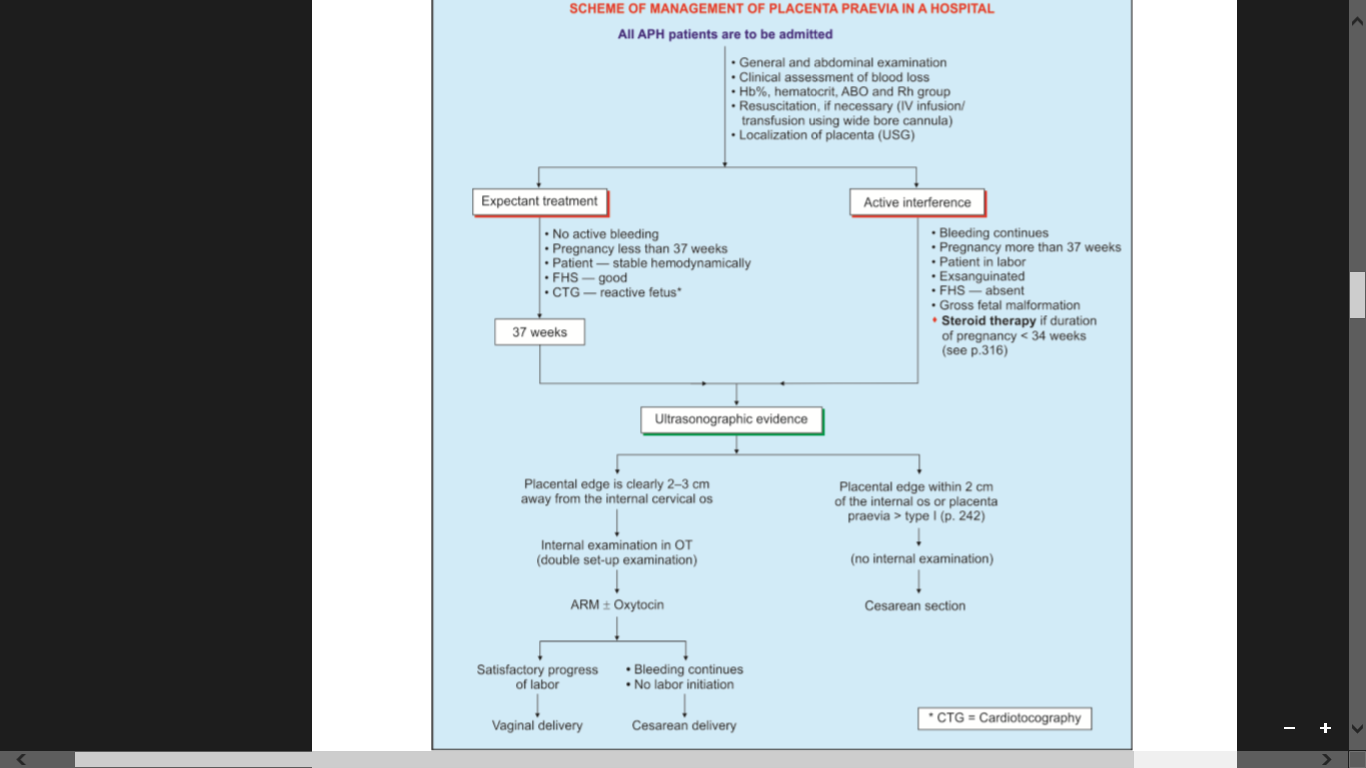 SCHEME OF MANAGEMENT OF PLACENTA PRAEVIA IN A HOSPITAL
All APH patients are to be admitted
• General and abdominal examination
• Clinical assessment of blood loss
• Hb%, hematocrit, ABO and Rh group
• Resuscitation, if necessary (IV infusion/
transfusion using wide bore cannula)
• Localization of placenta (USG)
Expectant treatment
• No active bleeding
• Pregnancy less than 37 weeks
• Patient — stable hemodynamically
• FHS — good
• CTG — reactive fetus*
37 weeks
Active interference
• Bleeding continues
• Pregnancy more than 37 weeks
• Patient in labor
• Exsanguinated
• FHS — absent
• Gross fetal malformation
• Steroid therapy if duration
of pregnancy < 34 weeks
(see p.316)
Ultrasonographic evidence
Placental edge is clearly 2–3 cm
away from the internal cervical os
Internal examination in OT
(double set-up examination)
ARM ± Oxytocin
Satisfactory progress
of labor
Vaginal delivery
• Bleeding continues
• No labor initiation
Cesarean delivery
Placental edge within 2 cm
of the internal os or placenta
praevia > type I (p. 242)
(no internal examination)
Cesarean section
* CTG = Cardiotocography